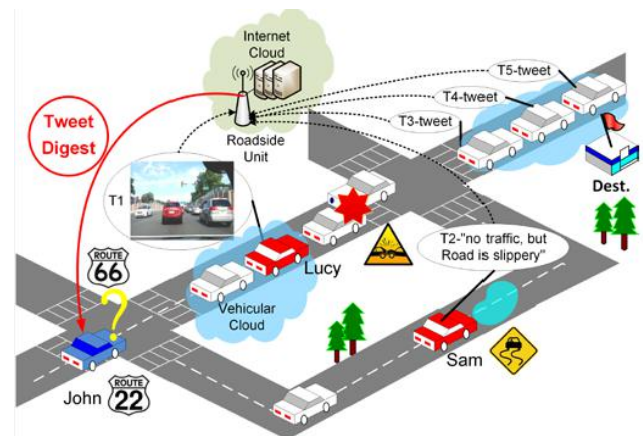 Internet
Cloud
T5-tweet
T4-tweet
T3-tweet
Tweet
Digest
Roadside
Unit
T1
Dest.
T2-"no traffic, but
Road is slippery"
Lucy
ROUTE
66
Vehicular
Cloud
Sam
John
ROUTE
22